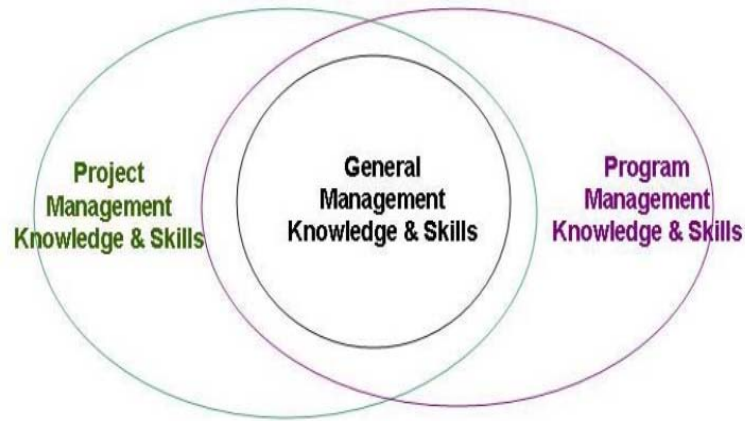 Project
Management
Knowledge & Skills
General
Management
Knowledge & Skills
Program
Management
Knowledge & Skills